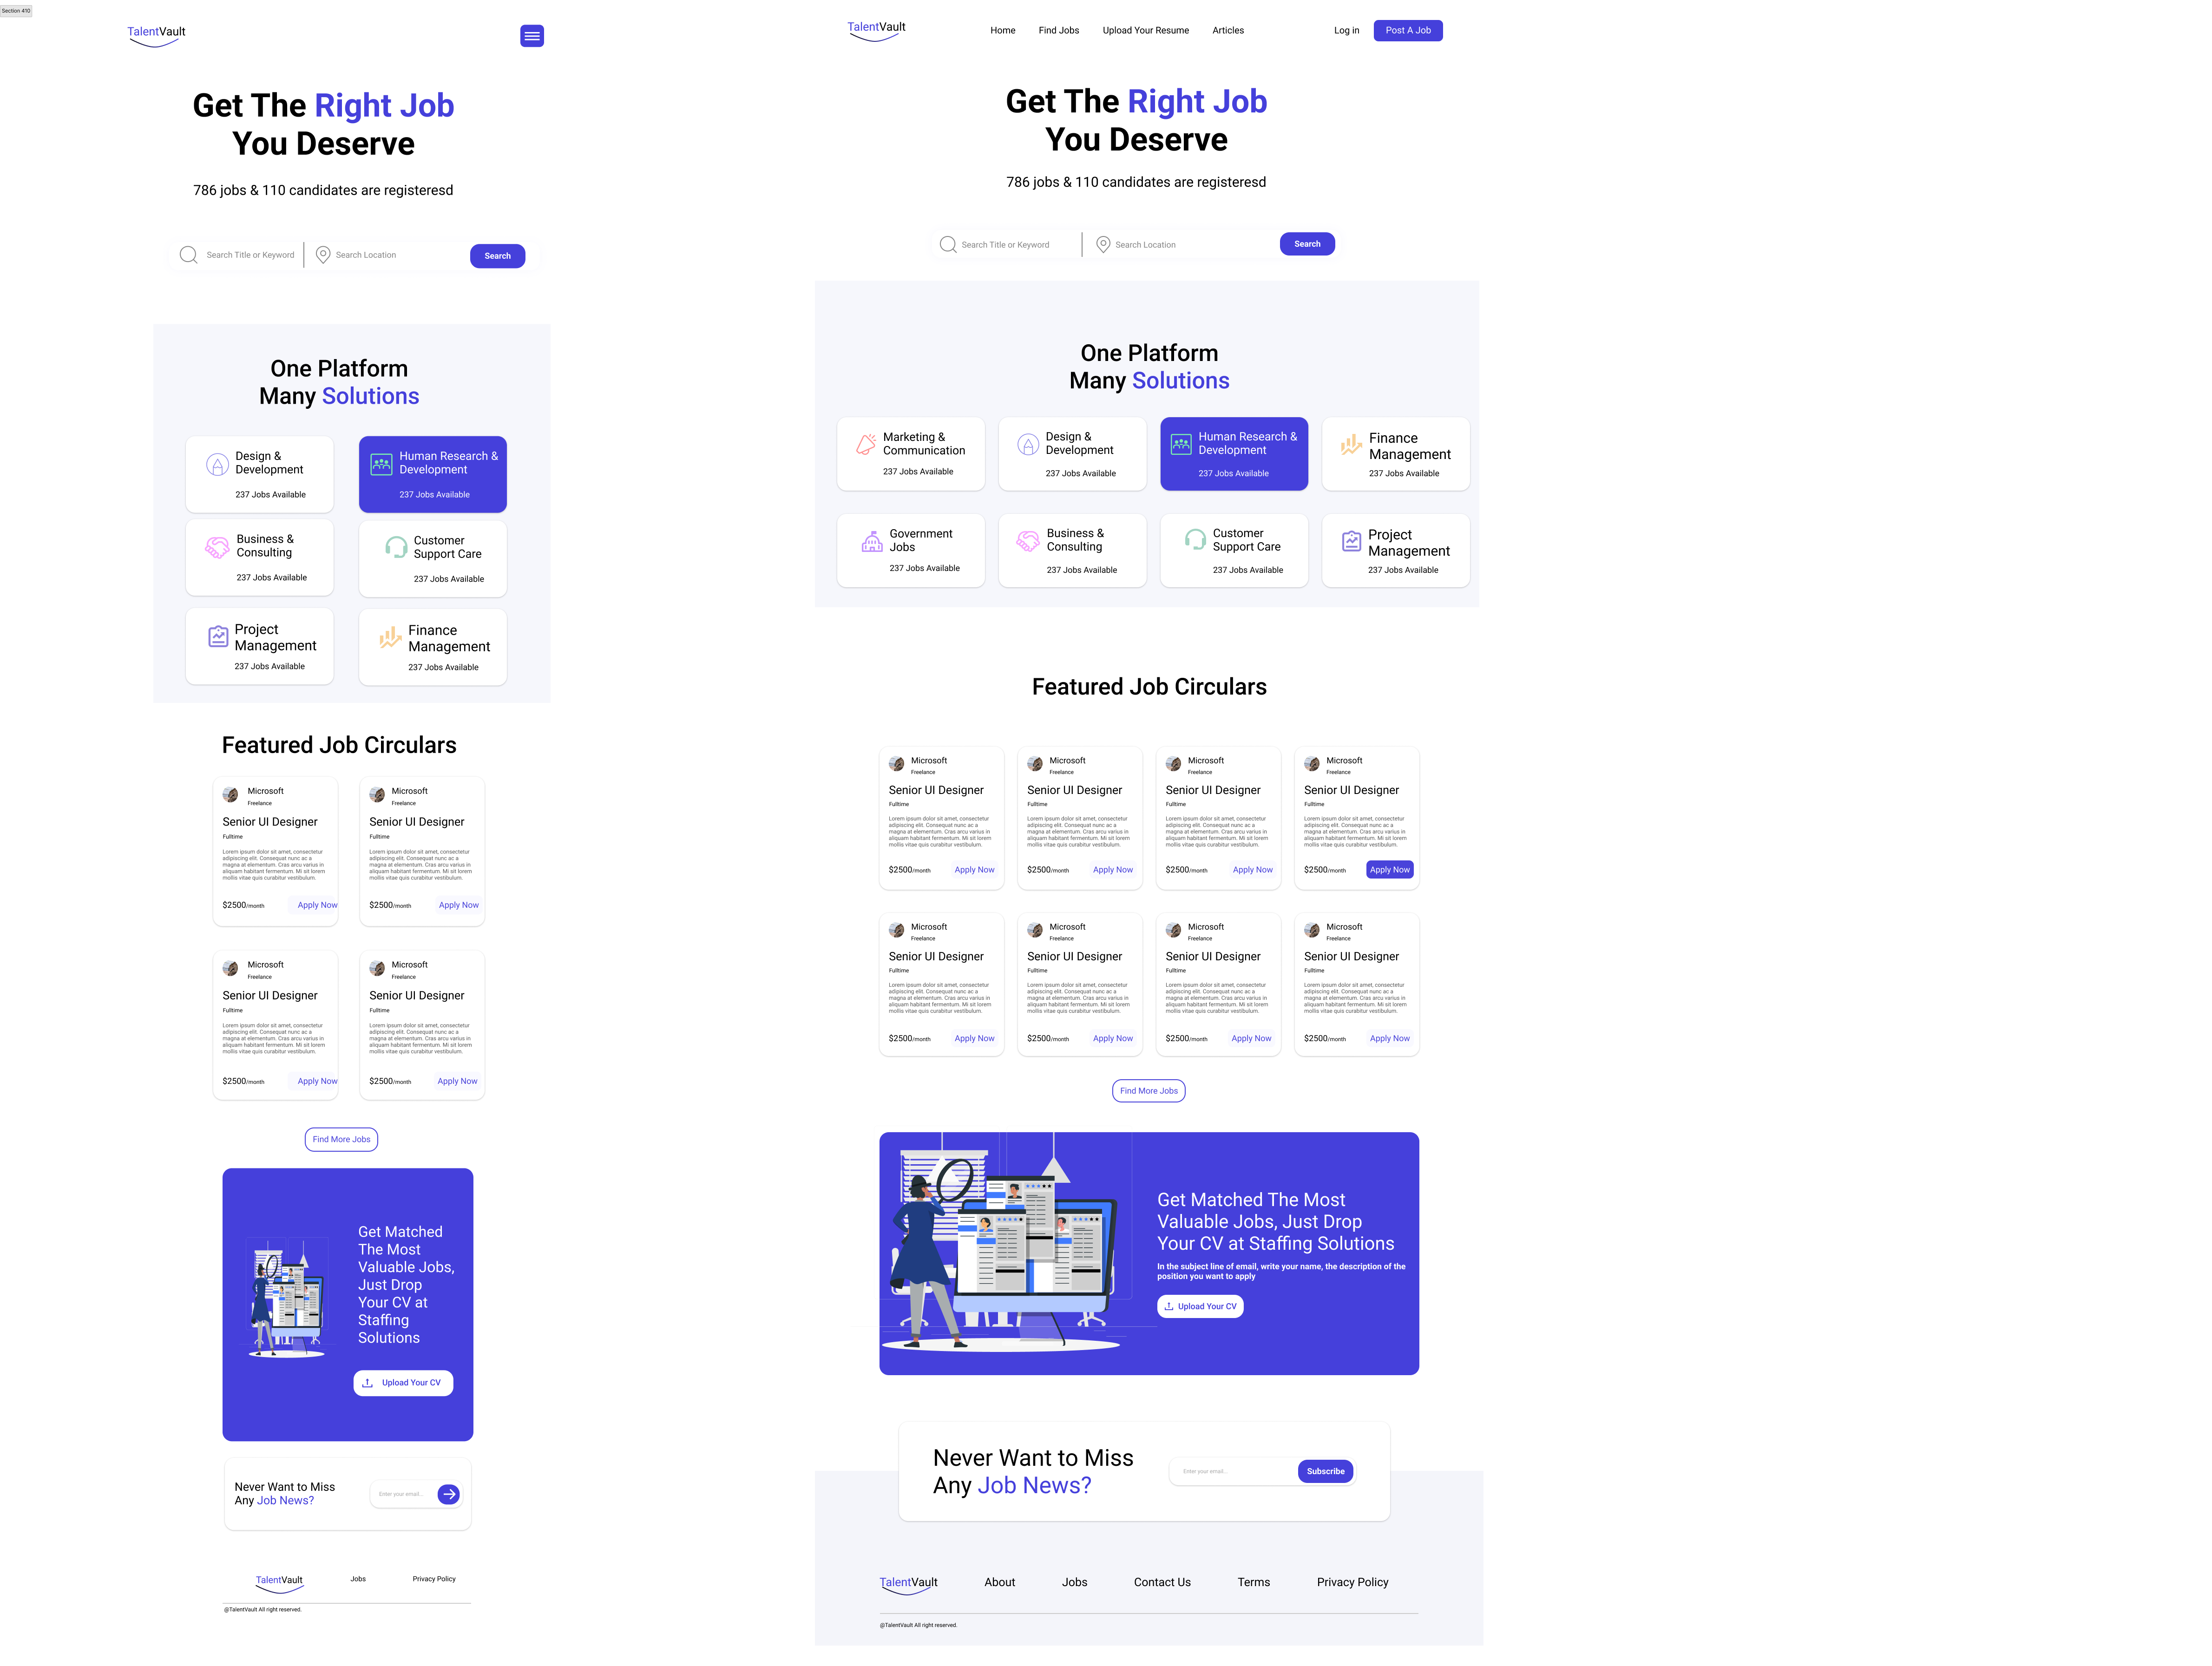 Section 410
TalentVault
Get The Right Job
You Deserve
786 jobs & 110 candidates are registeresd
Search Title or Keyword
Search Location
Search
One Platform
Many Solutions
Design &
Development
237 Jobs Available
Human Research &
Development
237 Jobs Available
Business &
Consulting
237 Jobs Available
Customer
Support Care
237 Jobs Available
Project
Management
237 Jobs Available
Finance
Management
237 Jobs Available
Featured Job Circulars
Microsoft
Freelance
Senior UI Designer
Fulltime
Lorem ipsum dolor sit amet, consectetur
adipiscing elit. Consequat nunc ac a
magna at elementum. Cras arcu varius in
aliquam habitant fermentum. Mi sit lorem
mollis vitae quis curabitur vestibulum.
$2500/month
Apply Now
Microsoft
Freelance
Senior UI Designer
Fulltime
Lorem ipsum dolor sit amet, consectetur
adipiscing elit. Consequat nunc ac a
magna at elementum. Cras arcu varius in
aliquam habitant fermentum. Mi sit lorem
mollis vitae quis curabitur vestibulum.
$2500/month
Apply Now
Microsoft
Freelance
Senior UI Designer
Fulltime
Lorem ipsum dolor sit amet, consectetur
adipiscing elit. Consequat nunc ac a
magna at elementum. Cras arcu varius in
aliquam habitant fermentum. Mi sit lorem
mollis vitae quis curabitur vestibulum.
$2500/month
Apply Now
Microsoft
Freelance
Senior UI Designer
Fulltime
Lorem ipsum dolor sit amet, consectetur
adipiscing elit. Consequat nunc ac a
magna at elementum. Cras arcu varius in
aliquam habitant fermentum. Mi sit lorem
mollis vitae quis curabitur vestibulum.
$2500/month
Apply Now
Find More Jobs
Get Matched
The Most
Valuable Jobs,
Just Drop
Your CV at
Staffing
Solutions
Upload Your CV
Never Want to Miss
Any Job News?
Enter your email...
TalentVault
Jobs
Privacy Policy
@TalentVault All right reserved.
TalentVault
Home
Find Jobs
Upload Your Resume
Articles
Log in
Post A Job
Get The Right Job
You Deserve
786 jobs & 110 candidates are registeresd
Search Title or Keyword
Search Location
Search
One Platform
Many Solutions
Marketing &
Communication
237 Jobs Available
Design &
Development
237 Jobs Available
Human Research &
Development
237 Jobs Available
Finance
Management
237 Jobs Available
Government
Jobs
237 Jobs Available
Business &
Consulting
237 Jobs Available
Customer
Support Care
237 Jobs Available
Project
Management
237 Jobs Available
Featured Job Circulars
Microsoft
Freelance
Senior UI Designer
Fulltime
Lorem ipsum dolor sit amet, consectetur
adipiscing elit. Consequat nunc ac a
magna at elementum. Cras arcu varius in
aliquam habitant fermentum. Mi sit lorem
mollis vitae quis curabitur vestibulum.
$2500/month
Apply Now
Microsoft
Freelance
Senior UI Designer
Fulltime
Lorem ipsum dolor sit amet, consectetur
adipiscing elit. Consequat nunc ac a
magna at elementum. Cras arcu varius in
aliquam habitant fermentum. Mi sit lorem
mollis vitae quis curabitur vestibulum.
$2500/month
Apply Now
Microsoft
Freelance
Senior UI Designer
Fulltime
Lorem ipsum dolor sit amet, consectetur
adipiscing elit. Consequat nunc ac a
magna at elementum. Cras arcu varius in
aliquam habitant fermentum. Mi sit lorem
mollis vitae quis curabitur vestibulum.
$2500/month
Apply Now
Microsoft
Freelance
Senior UI Designer
Fulltime
Lorem ipsum dolor sit amet, consectetur
adipiscing elit. Consequat nunc ac a
magna at elementum. Cras arcu varius in
aliquam habitant fermentum. Mi sit lorem
mollis vitae quis curabitur vestibulum.
$2500/month
Apply Now
Microsoft
Freelance
Senior UI Designer
Fulltime
Lorem ipsum dolor sit amet, consectetur
adipiscing elit. Consequat nunc ac a
magna at elementum. Cras arcu varius in
aliquam habitant fermentum. Mi sit lorem
mollis vitae quis curabitur vestibulum.
$2500/month
Apply Now
Microsoft
Freelance
Senior UI Designer
Fulltime
Lorem ipsum dolor sit amet, consectetur
adipiscing elit. Consequat nunc ac a
magna at elementum. Cras arcu varius in
aliquam habitant fermentum. Mi sit lorem
mollis vitae quis curabitur vestibulum.
$2500/month
Apply Now
Microsoft
Freelance
Senior UI Designer
Fulltime
Lorem ipsum dolor sit amet, consectetur
adipiscing elit. Consequat nunc ac a
magna at elementum. Cras arcu varius in
aliquam habitant fermentum. Mi sit lorem
mollis vitae quis curabitur vestibulum.
$2500/month
Apply Now
Microsoft
Freelance
Senior UI Designer
Fulltime
Lorem ipsum dolor sit amet, consectetur
adipiscing elit. Consequat nunc ac a
magna at elementum. Cras arcu varius in
aliquam habitant fermentum. Mi sit lorem
mollis vitae quis curabitur vestibulum.
$2500/month
Apply Now
Find More Jobs
Get Matched The Most
Valuable Jobs, Just Drop
Your CV at Staffing Solutions
In the subject line of email, write your name, the description of the
position you want to apply
Upload Your CV
Never Want to Miss
Any Job News?
Enter your email...
Subscribe
TalentVault
About
Jobs
Contact Us
Terms
Privacy Policy
@TalentVault All right reserved.